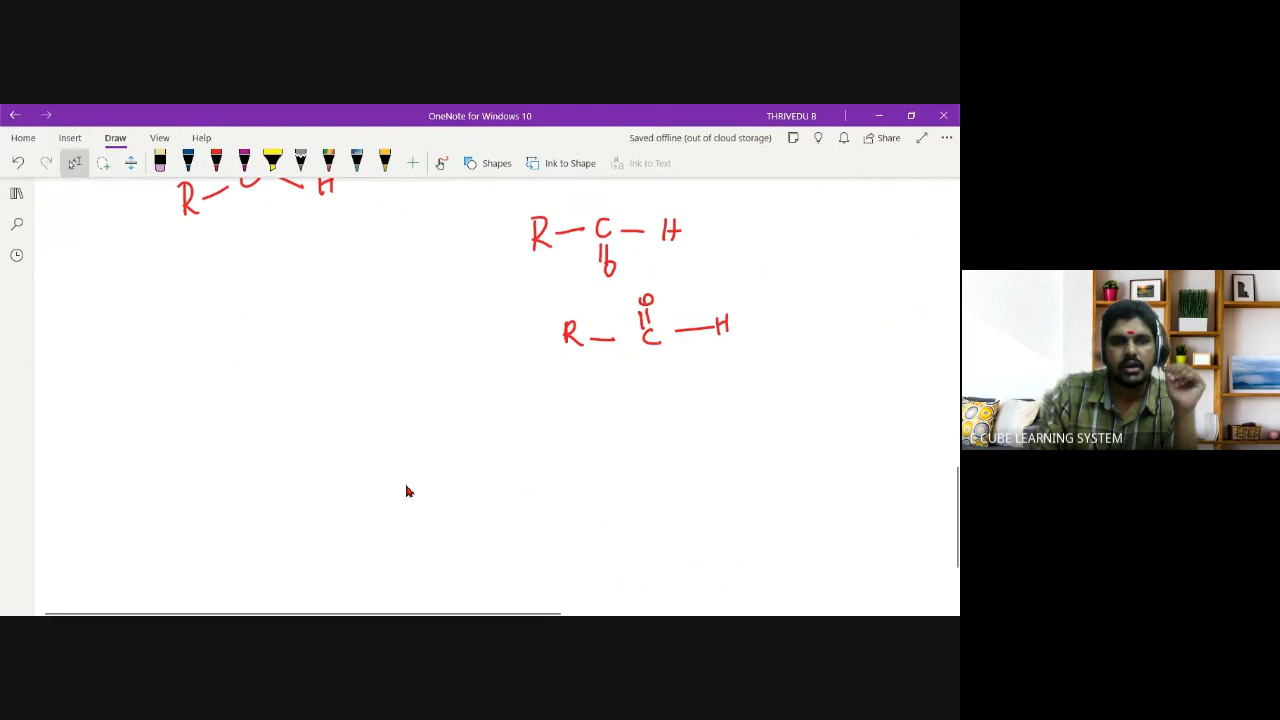 OneNote for Windows 10
THRIVEDU B
Home Insert Draw View Help
Saved offline (out of cloud storage)
Share
Shapes
Ink to Shape
Ink to Text
R — C — H
R — C — H
||
O
O
||
R — C — H
E CUBE LEARNING SYSTEM